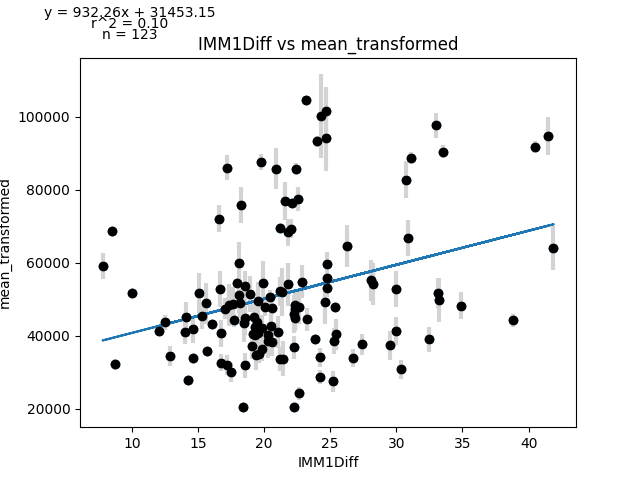 y = 932.26x + 31453.15
r^2 = 0.10
n = 123
IMM1Diff vs mean_transformed
100000
80000
60000
40000
20000
mean_transformed
10 15 20 25 30 35 40
IMM1Diff